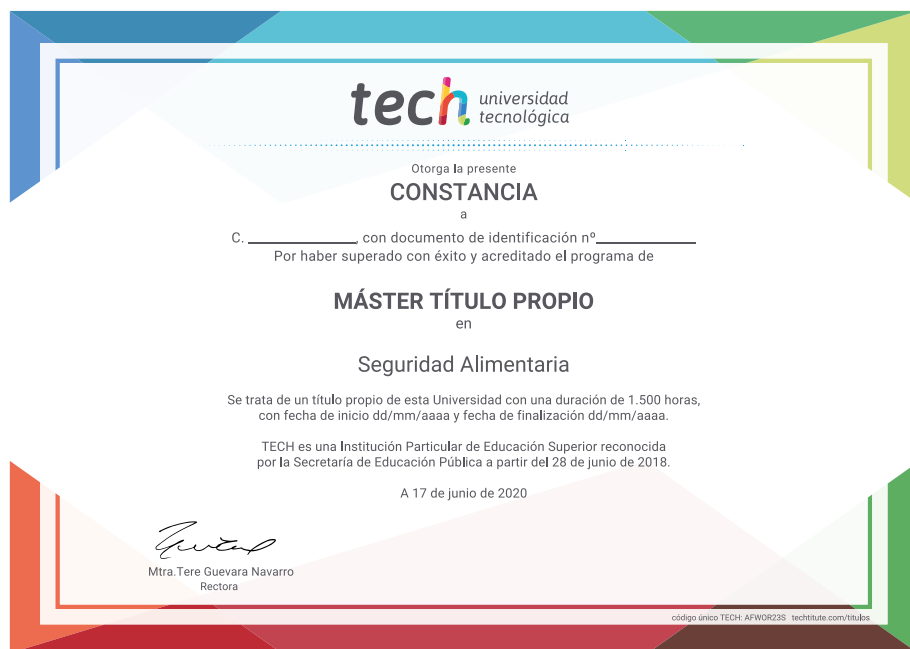 tech universidad
tecnológica
Otorga la presente
CONSTANCIA
a
C. ____________, con documento de identificación nº____________
Por haber superado con éxito y acreditado el programa de
MÁSTER TÍTULO PROPIO
en
Seguridad Alimentaria
Se trata de un título propio de esta Universidad con una duración de 1.500 horas,
con fecha de inicio dd/mm/aaaa y fecha de finalización dd/mm/aaaa.
TECH es una Institución Particular de Educación Superior reconocida
por la Secretaría de Educación Pública a partir del 28 de junio de 2018.
A 17 de junio de 2020
Mtra.Tere Guevara Navarro
Rectora
código único TECH: AFWOR23S techtitute.com/titulos